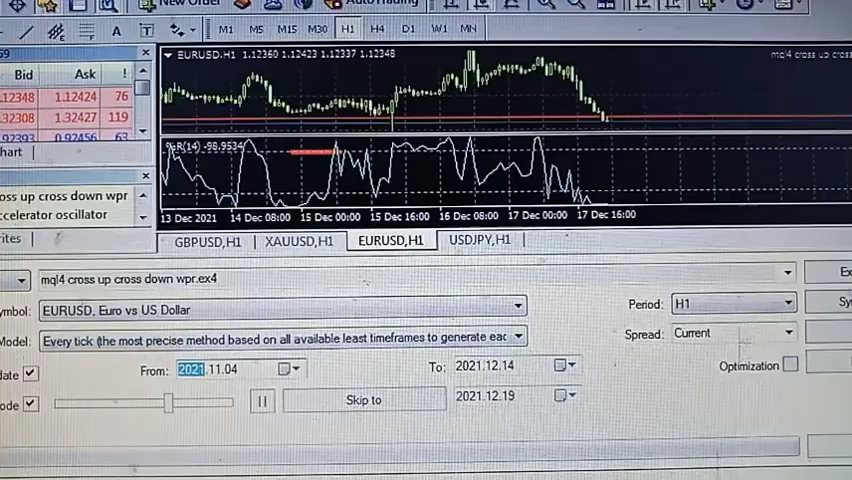 New Order
AutoTrading
A T
M1 M5 M15 M30 H1 H4 D1 W1 MN
Bid Ask !
.12348 1.12424 76
.32308 1.32427 119
0.92393 0.92456 63
hart
oss up cross down wpr
ccelerator oscillator
rites
EURUSD,H1 1.12360 1.12423 1.12337 1.12348
mql4 cross up cross
%R(14) -98.9534
13 Dec 2021 14 Dec 08:00 15 Dec 00:00 15 Dec 16:00 16 Dec 08:00 17 Dec 00:00 17 Dec 16:00
GBPUSD,H1 XAUUSD,H1 EURUSD,H1 USDJPY,H1
mql4 cross up cross down wpr.ex4
Ex
ymbol: EURUSD, Euro vs US Dollar
Period: H1
Sy
Model: Every tick (the most precise method based on all available least timeframes to generate eac
Spread: Current
date From: 2021.11.04 To: 2021.12.14
Optimization
ode Skip to 2021.12.19